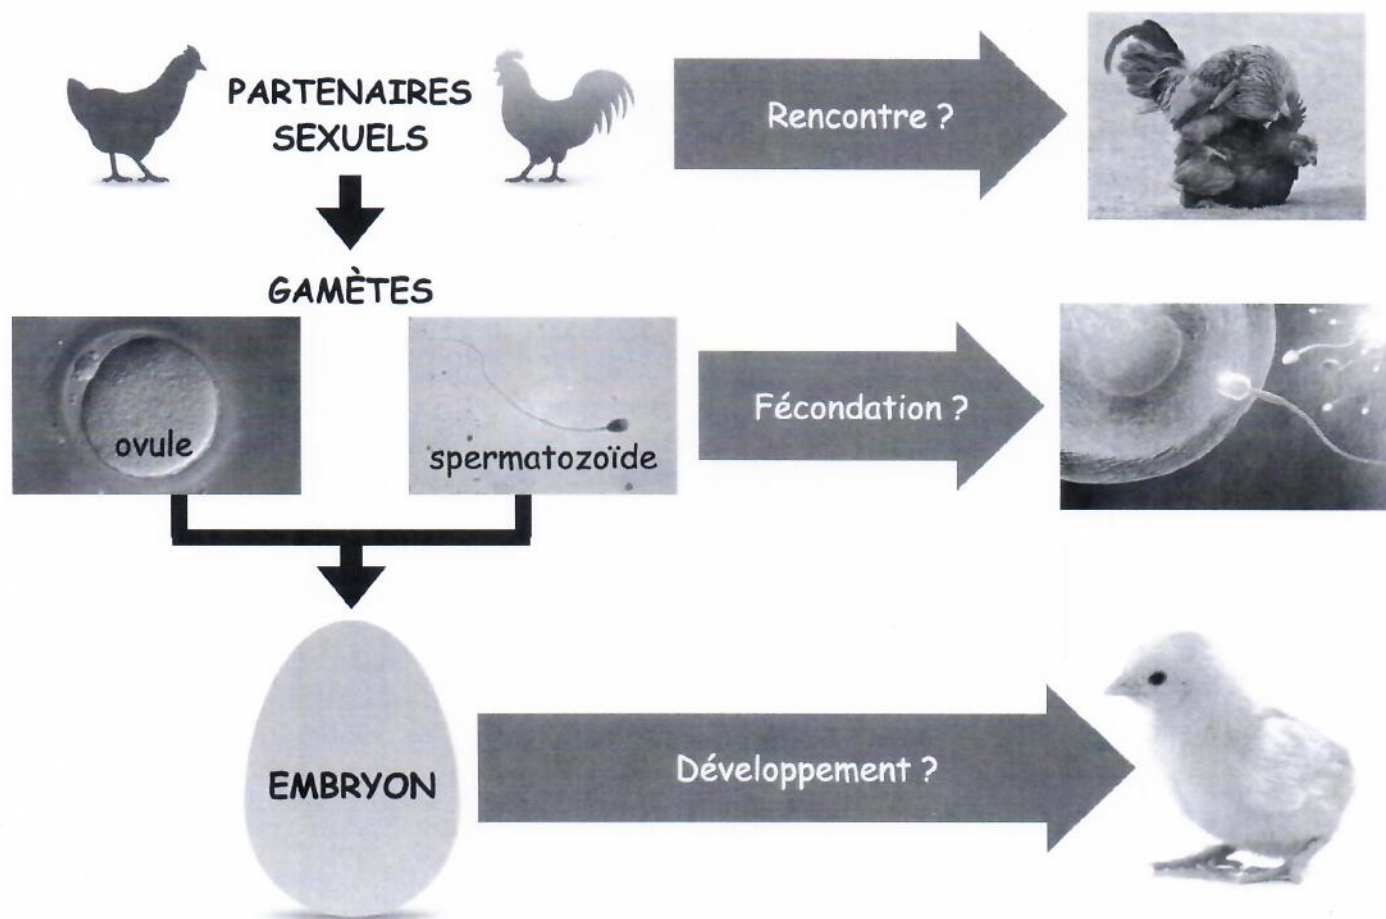 PARTENAIRES
SEXUELS
Rencontre ?
GAMÈTES
ovule
spermatozoïde
Fécondation ?
EMBRYON
Développement ?